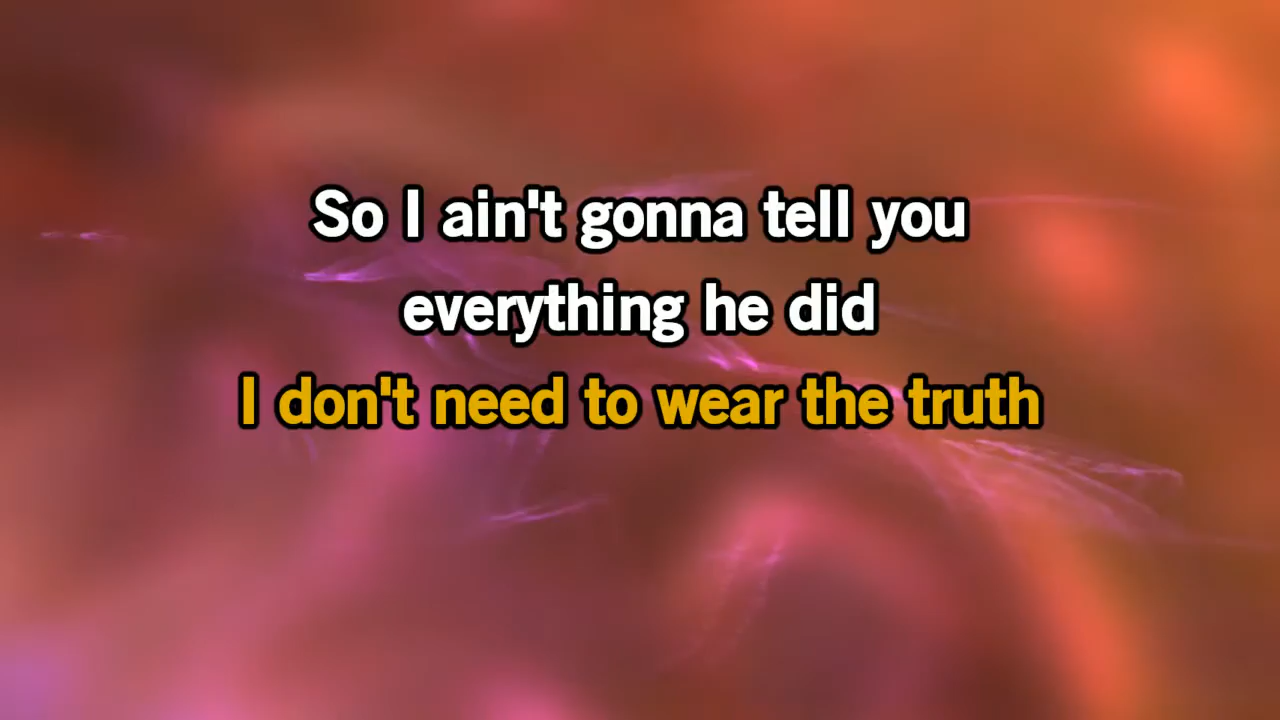 So I ain't gonna tell you
everything he did
I don't need to wear the truth